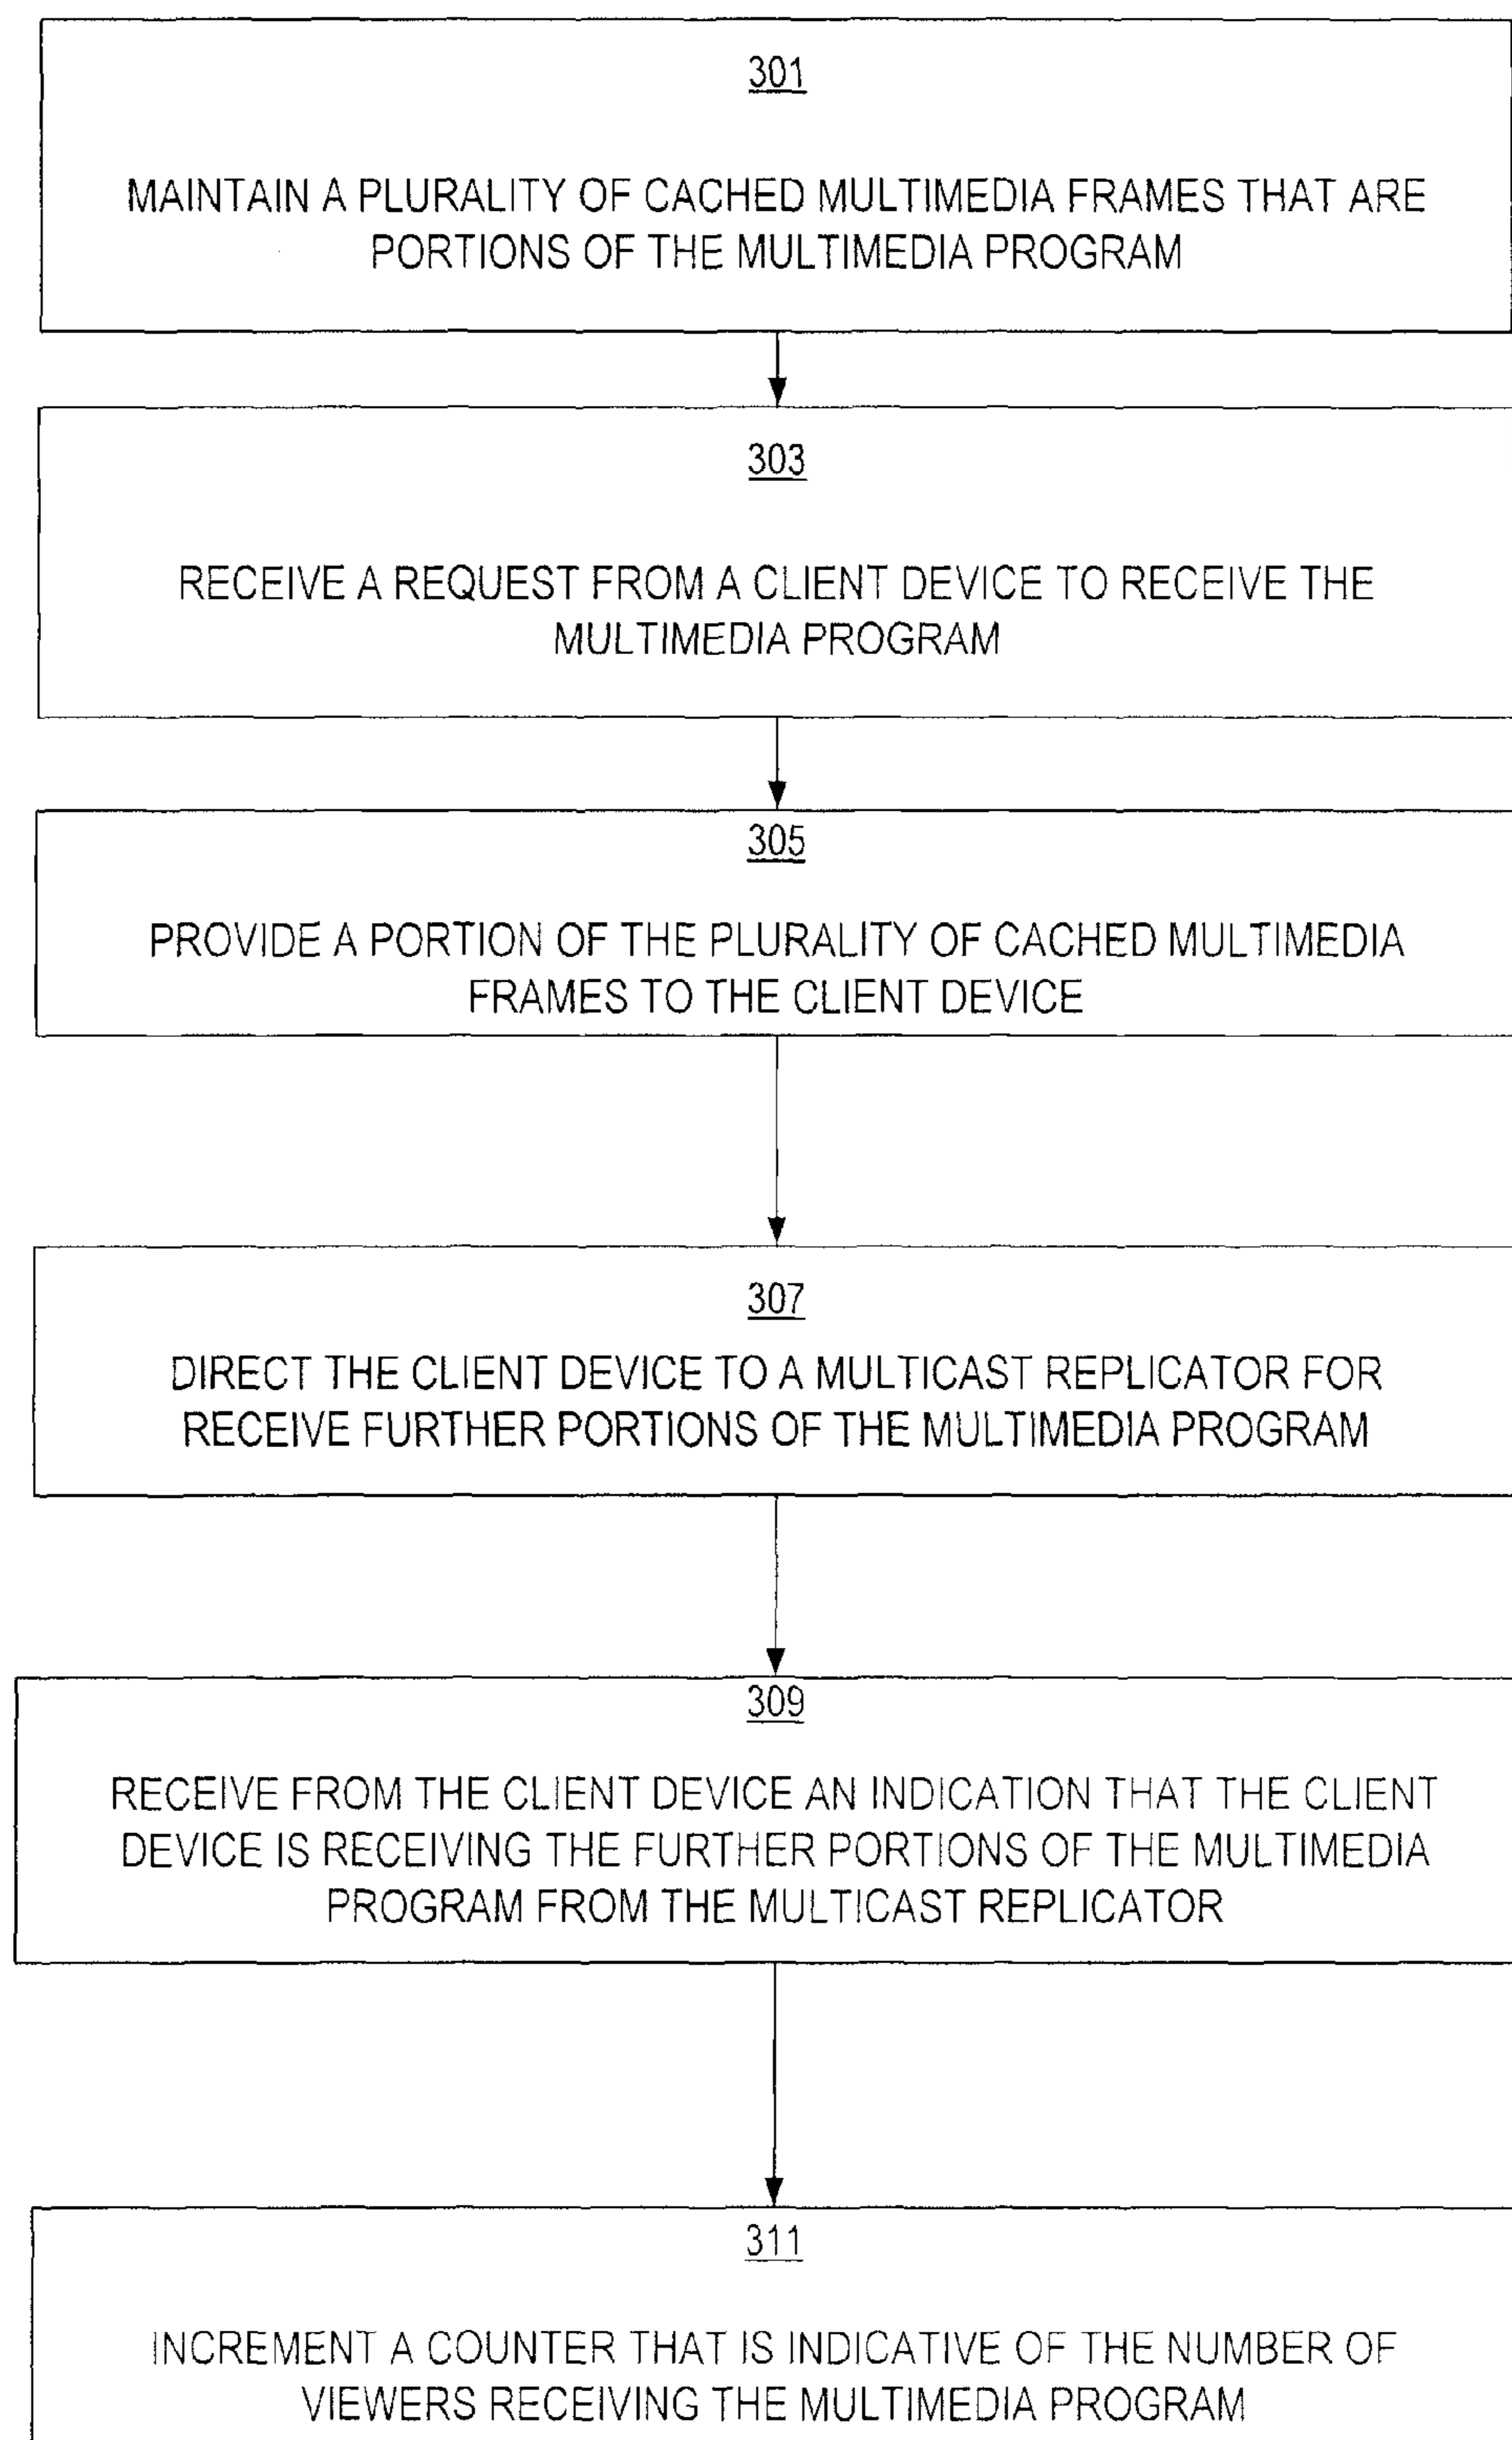 301
MAINTAIN A PLURALITY OF CACHED MULTIMEDIA FRAMES THAT ARE
PORTIONS OF THE MULTIMEDIA PROGRAM
303
RECEIVE A REQUEST FROM A CLIENT DEVICE TO RECEIVE THE
MULTIMEDIA PROGRAM
305
PROVIDE A PORTION OF THE PLURALITY OF CACHED MULTIMEDIA
FRAMES TO THE CLIENT DEVICE
307
DIRECT THE CLIENT DEVICE TO A MULTICAST REPLICATOR FOR
RECEIVE FURTHER PORTIONS OF THE MULTIMEDIA PROGRAM
309
RECEIVE FROM THE CLIENT DEVICE AN INDICATION THAT THE CLIENT
DEVICE IS RECEIVING THE FURTHER PORTIONS OF THE MULTIMEDIA
PROGRAM FROM THE MULTICAST REPLICATOR
311
INCREMENT A COUNTER THAT IS INDICATIVE OF THE NUMBER OF
VIEWERS RECEIVING THE MULTIMEDIA PROGRAM